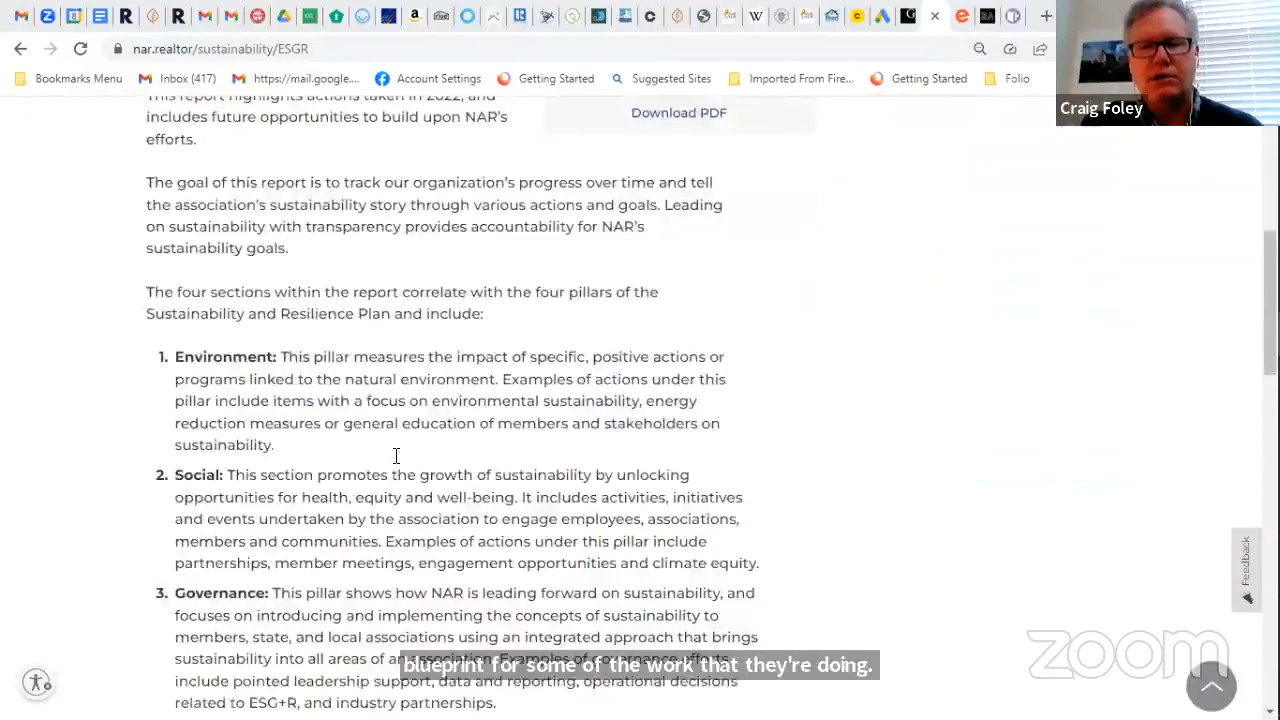 nar.realtor/sustainability/ESGR
Bookmarks Menu
Inbox (417)
https://mail.google....
Account Settings
Getting Started
Suggested Sites
Imported From Fire...
Getting Started
Folio
Craig Foley
This report highlights actions taken in 2022, and
includes future opportunities to build upon NAR's
efforts.
Download PDF
The goal of this report is to track our organization's progress over time and tell
the association's sustainability story through various actions and goals. Leading
on sustainability with transparency provides accountability for NAR's
sustainability goals.
The four sections within the report correlate with the four pillars of the
Sustainability and Resilience Plan and include:
1. Environment: This pillar measures the impact of specific, positive actions or
programs linked to the natural environment. Examples of actions under this
pillar include items with a focus on environmental sustainability, energy
reduction measures or general education of members and stakeholders on
sustainability.
2. Social: This section promotes the growth of sustainability by unlocking
opportunities for health, equity and well-being. It includes activities, initiatives
and events undertaken by the association to engage employees, associations,
members and communities. Examples of actions under this pillar include
partnerships, member meetings, engagement opportunities and climate equity.
3. Governance: This pillar shows how NAR is leading forward on sustainability, and
focuses on introducing and implementing the concepts of sustainability to
members, state, and local associations using an integrated approach that brings
sustainability into all areas of an
blueprint for some of the work that they're doing.
include pointed leadership support, data and reporting, operational decisions
related to ESG+R, and industry partnerships.
Feedback
zoom